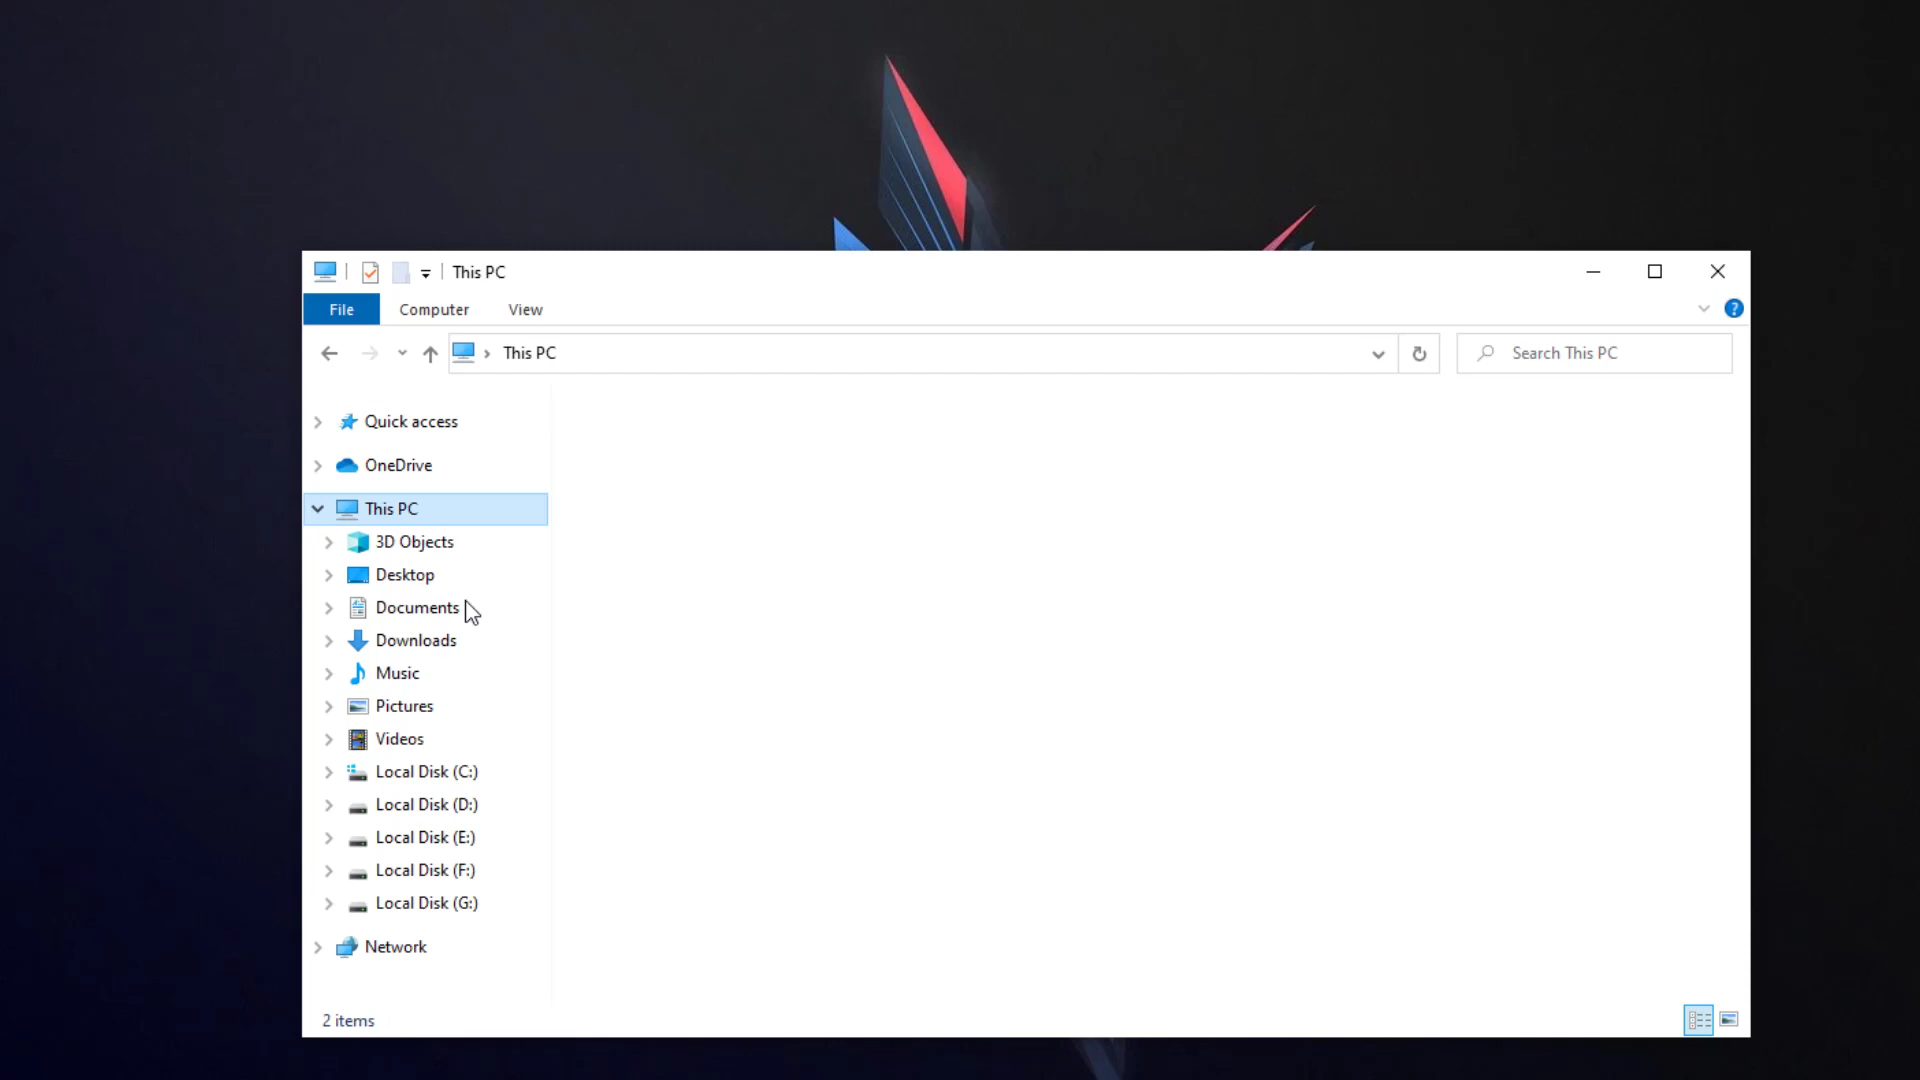 This PC
File Computer View
This PC
Search This PC
Quick access
OneDrive
This PC
3D Objects
Desktop
Documents
Downloads
Music
Pictures
Videos
Local Disk (C:)
Local Disk (D:)
Local Disk (E:)
Local Disk (F:)
Local Disk (G:)
Network
2 items